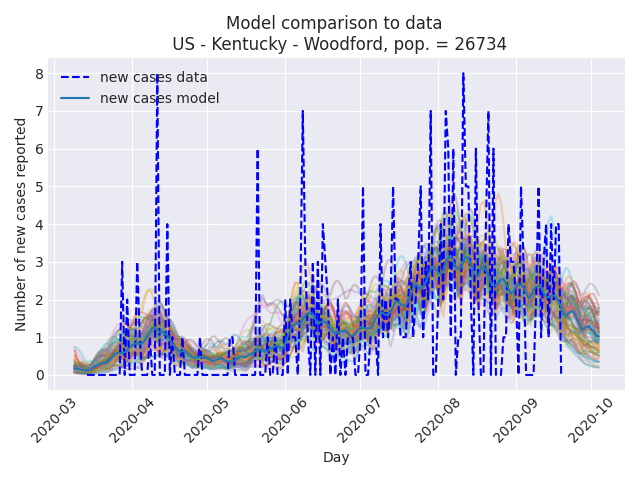 Model comparison to data
US - Kentucky - Woodford, pop. = 26734
new cases data
new cases model
Number of new cases reported
8
7
6
5
4
3
2
1
0
2020-03
2020-04
2020-05
2020-06
2020-07
2020-08
2020-09
2020-10
Day